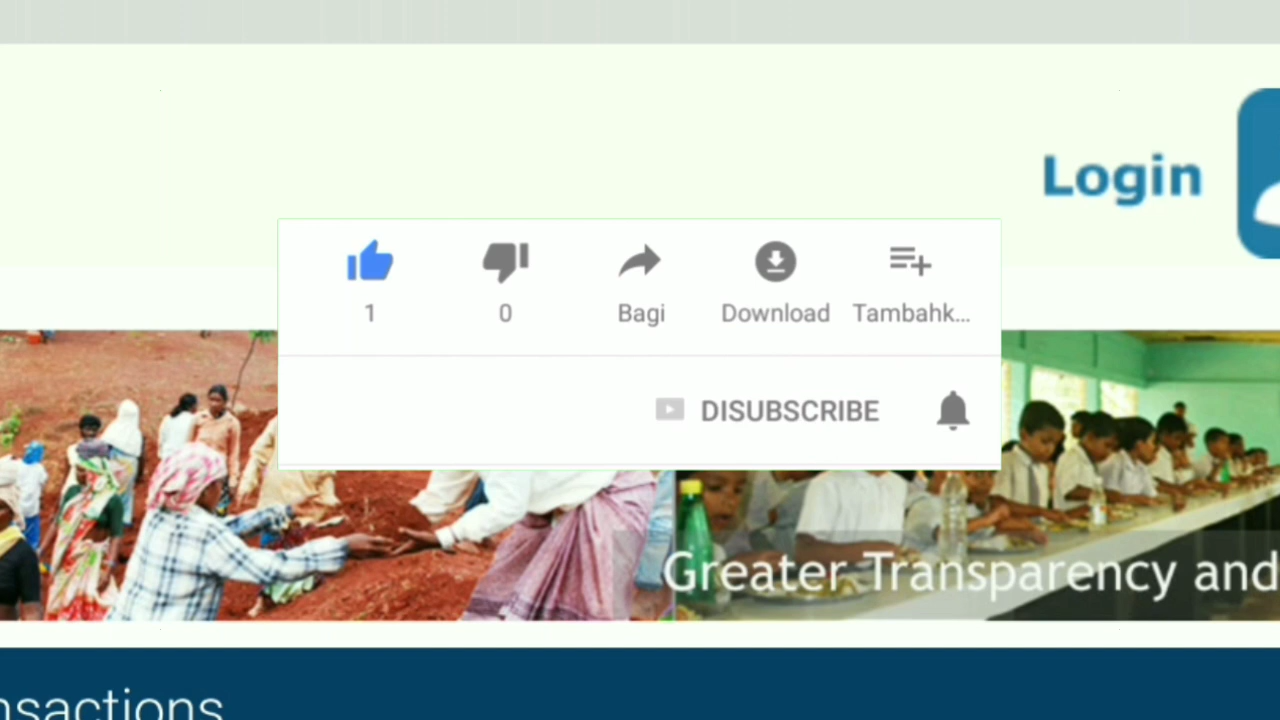 Login
1
0
Bagi
Download
Tambahk...
DISUBSCRIBE
Greater Transparency and
nsactions